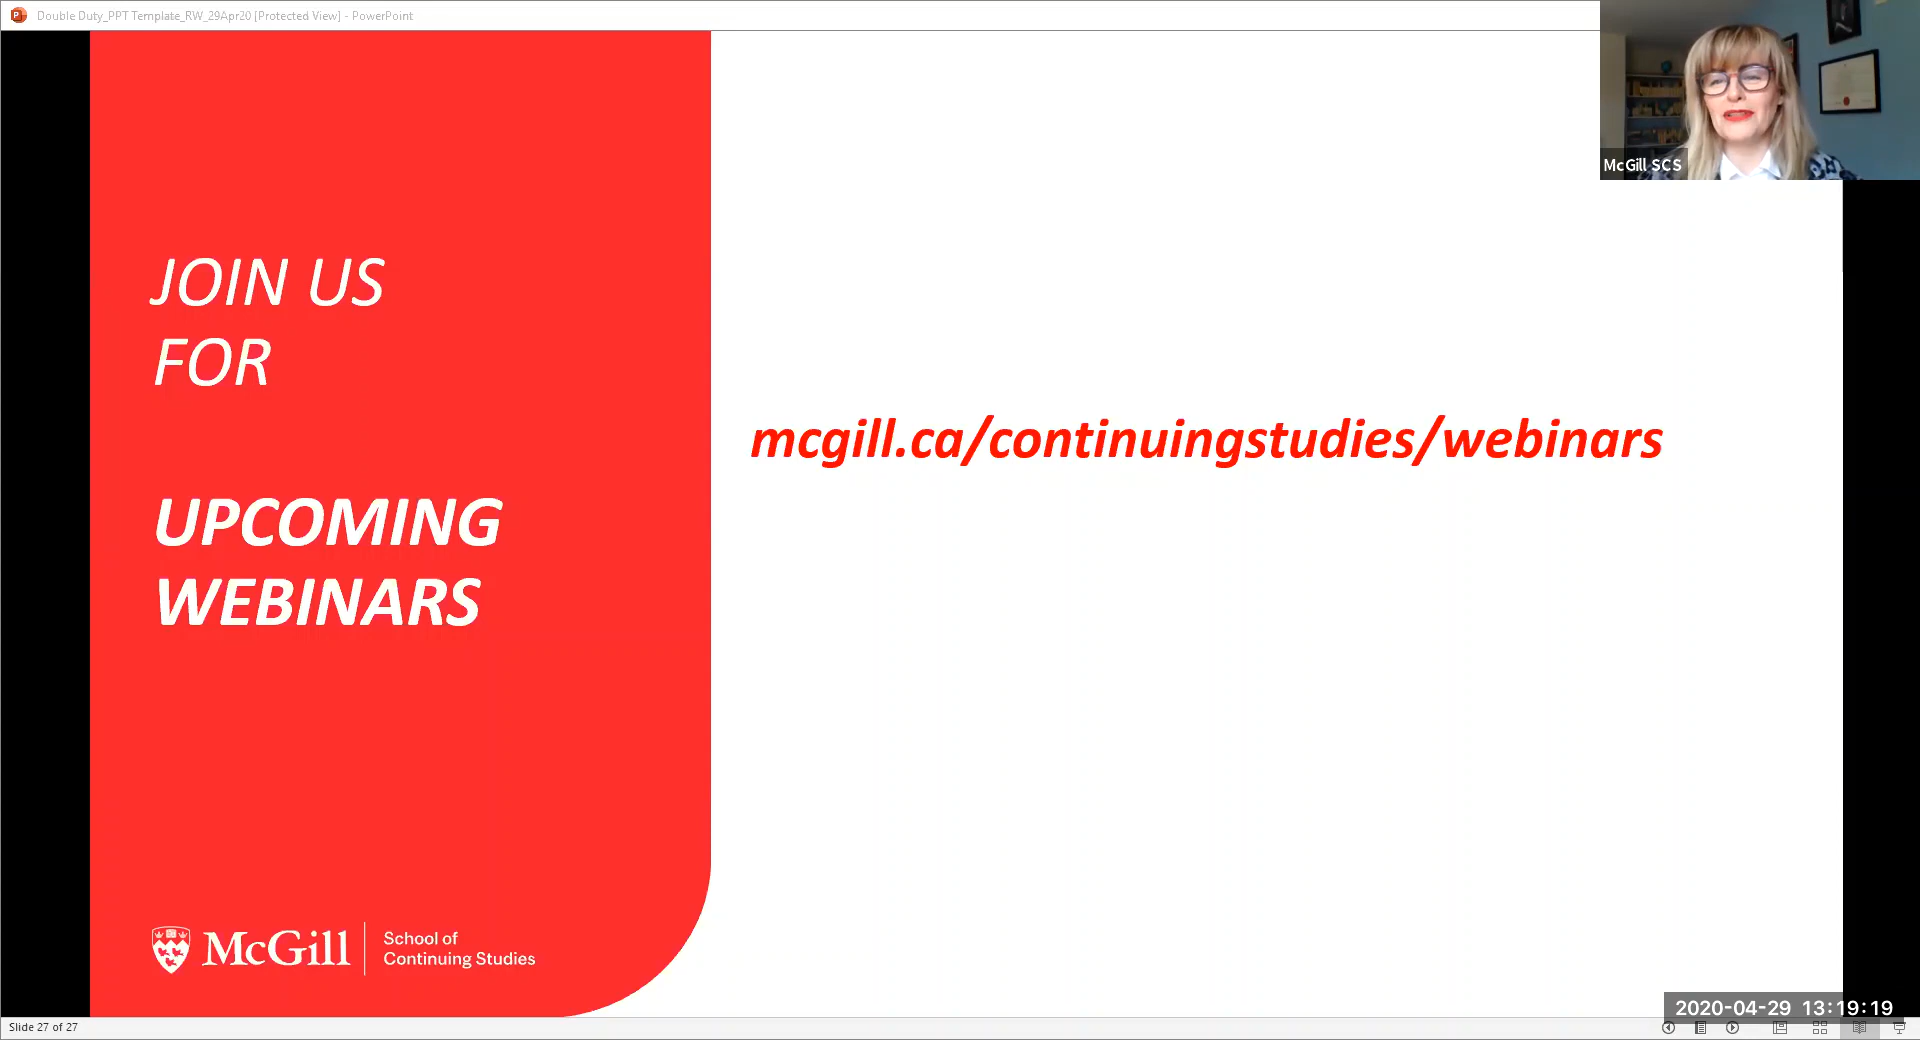 Double Duty_PPT Template_RW_29Apr20 [Protected View] - PowerPoint
McGill SCS
JOIN US
FOR
UPCOMING
WEBINARS
mcgill.ca/continuingstudies/webinars
McGill
School of
Continuing Studies
2020-04-29 13:19:19
Slide 27 of 27